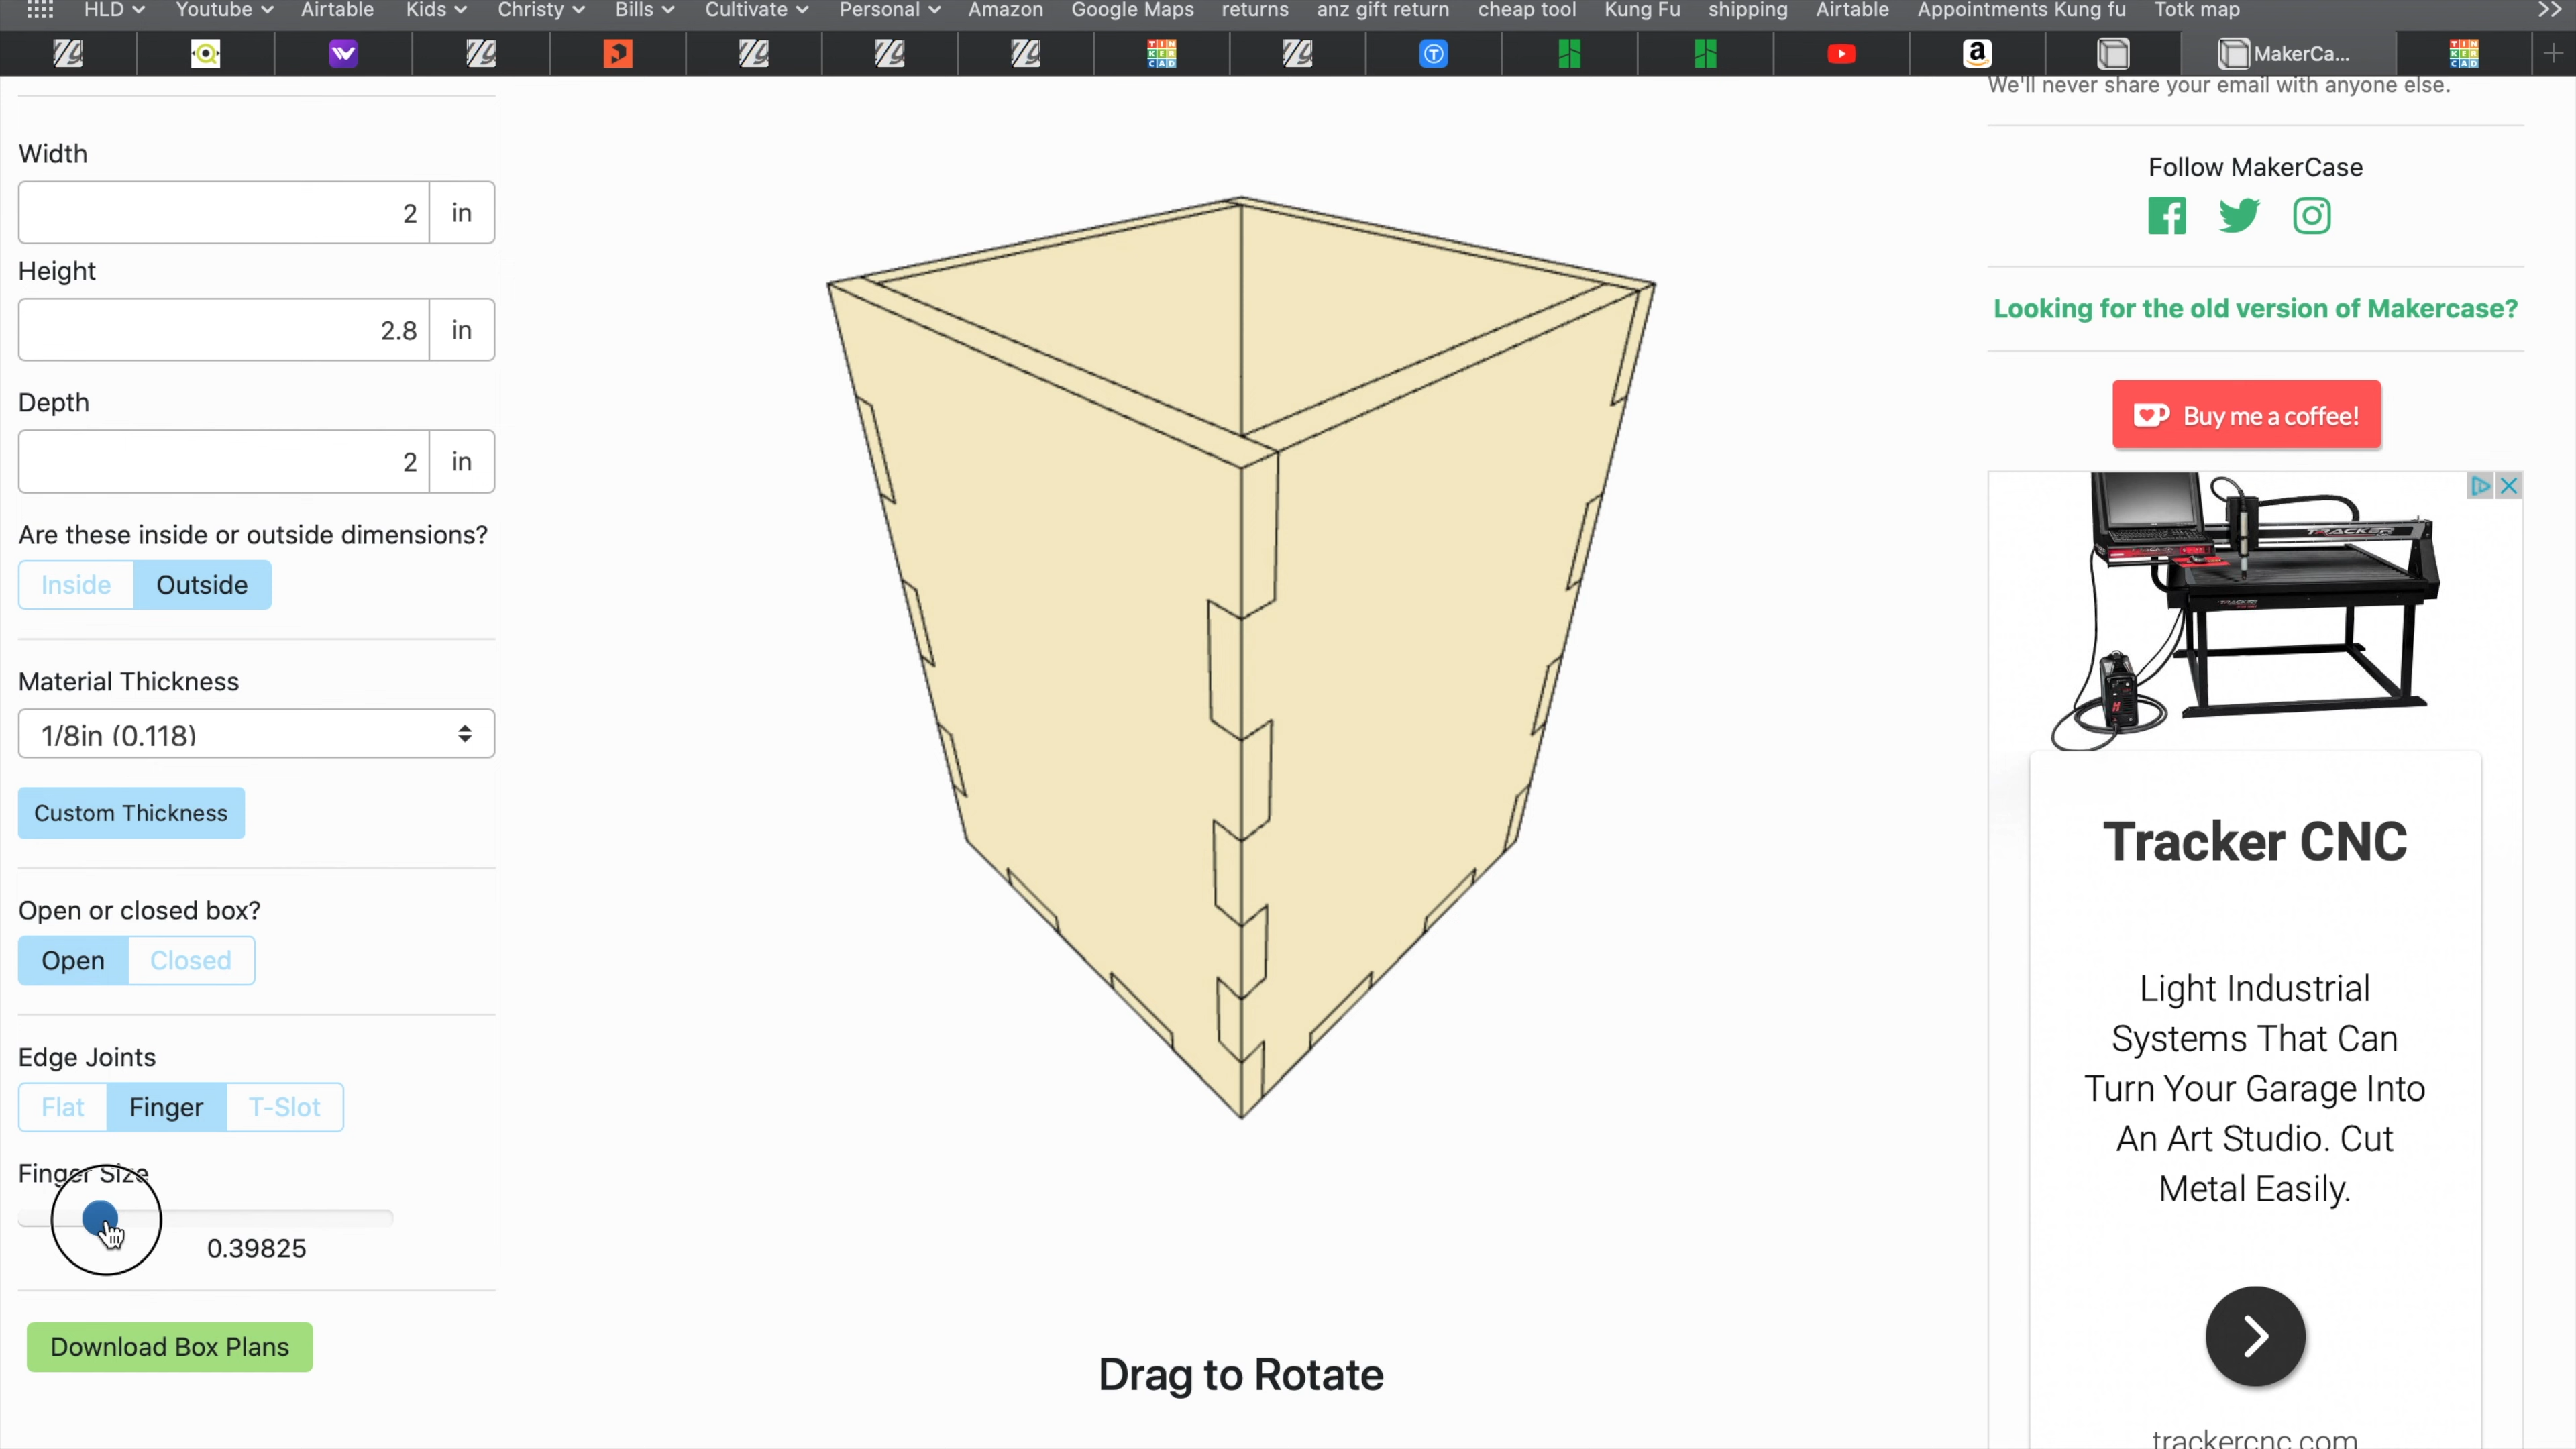 HLD Youtube Airtable Kids Christy Bills Cultivate Personal Amazon Google Maps returns anz gift return cheap tool Kung Fu shipping Airtable Appointments Kung fu Totk map
MakerCa...
We'll never share your email with anyone else.
Width
2 in
Height
2.8 in
Depth
2 in
Are these inside or outside dimensions?
Inside Outside
Material Thickness
1/8in (0.118)
Custom Thickness
Open or closed box?
Open Closed
Edge Joints
Flat Finger T-Slot
Finger Size
0.39825
Download Box Plans
Drag to Rotate
Follow MakerCase
Looking for the old version of Makercase?
Buy me a coffee!
TRACKER
Tracker CNC
Light Industrial
Systems That Can
Turn Your Garage Into
An Art Studio. Cut
Metal Easily.
trackercnc.com